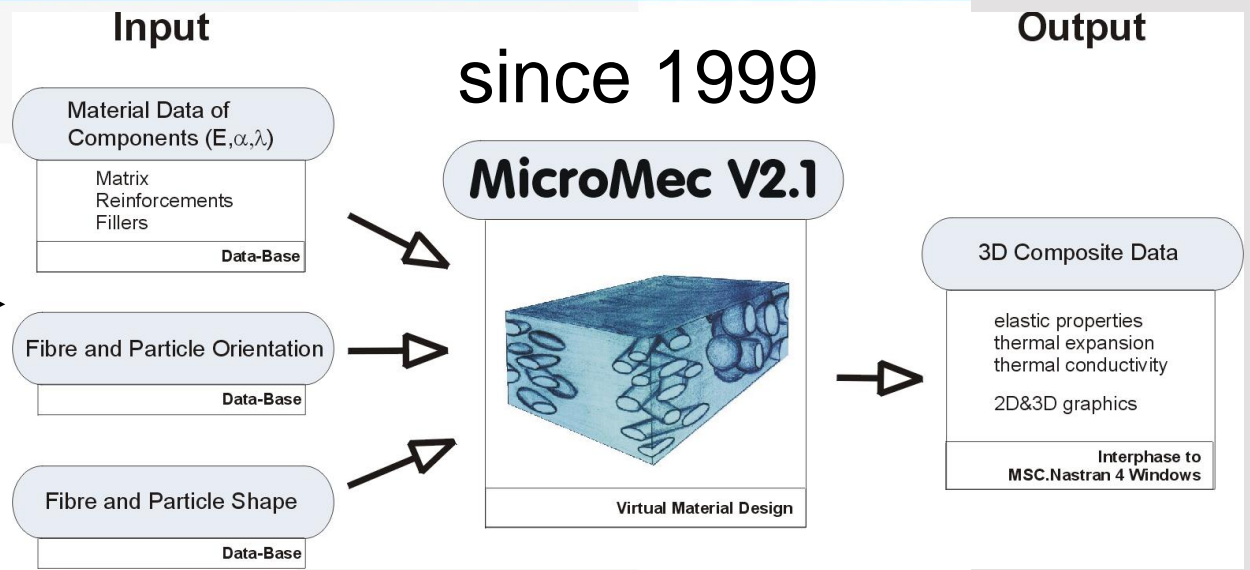 Input
Output
since 1999
Material Data of
Components (E,α,λ)
Matrix
Reinforcements
Fillers
Data-Base
Fibre and Particle Orientation
Data-Base
Fibre and Particle Shape
Data-Base
MicroMec V2.1
Virtual Material Design
3D Composite Data
elastic properties
thermal expansion
thermal conductivity
2D&3D graphics
Interphase to
MSC.Nastran 4 Windows